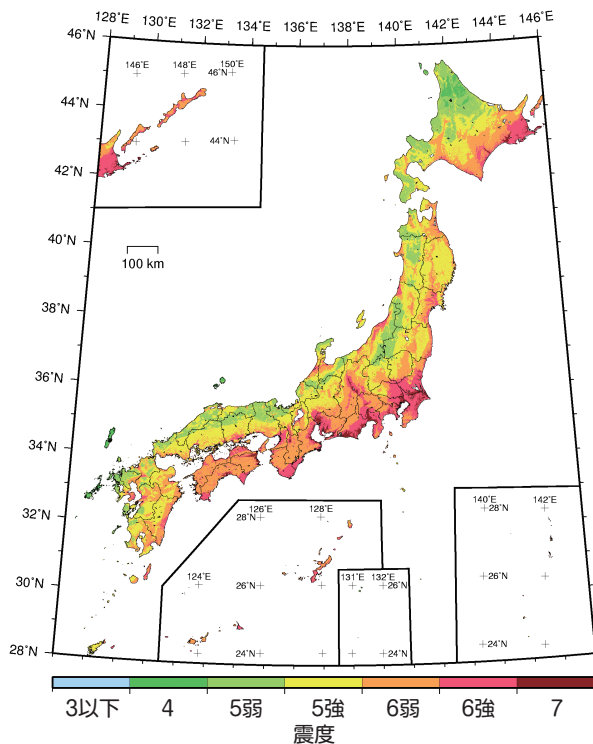 128°E 130°E 132°E 134°E 136°E 138°E 140°E 142°E 144°E 146°E
46°N
146°E 148°E 150°E
46°N
44°N
44°N
42°N
40°N
100 km
38°N
36°N
34°N
32°N
30°N
28°N
126°E 128°E
28°N
124°E
26°N
24°N
131°E 132°E
26°N
24°N
140°E 142°E
28°N
26°N
24°N
3以下 4 5弱 5強 6弱 6強 7
震度